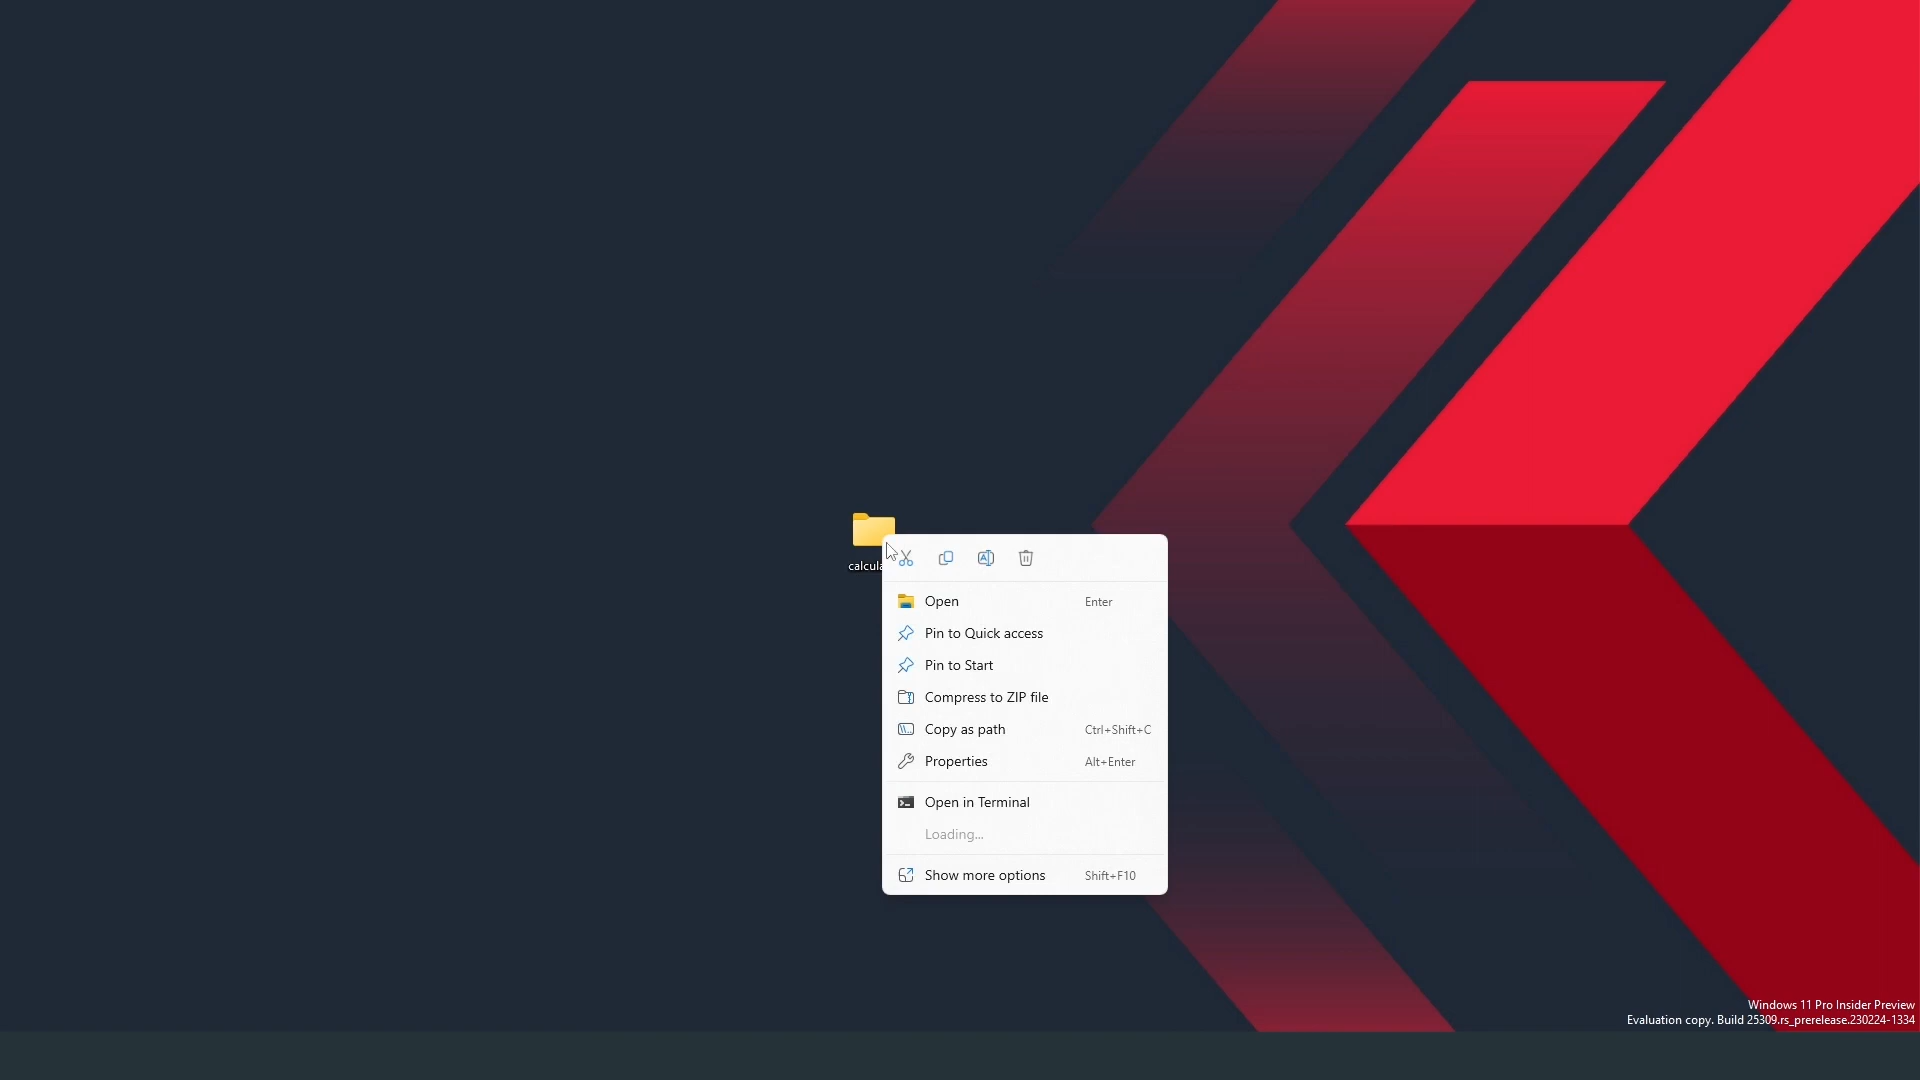 Open Enter
Pin to Quick access
Pin to Start
Compress to ZIP file
Copy as path Ctrl+Shift+C
Properties Alt+Enter
Open in Terminal
Loading...
Show more options Shift+F10
Windows 11 Pro Insider Preview
Evaluation copy. Build 25309.rs_prerelease.230224-1334